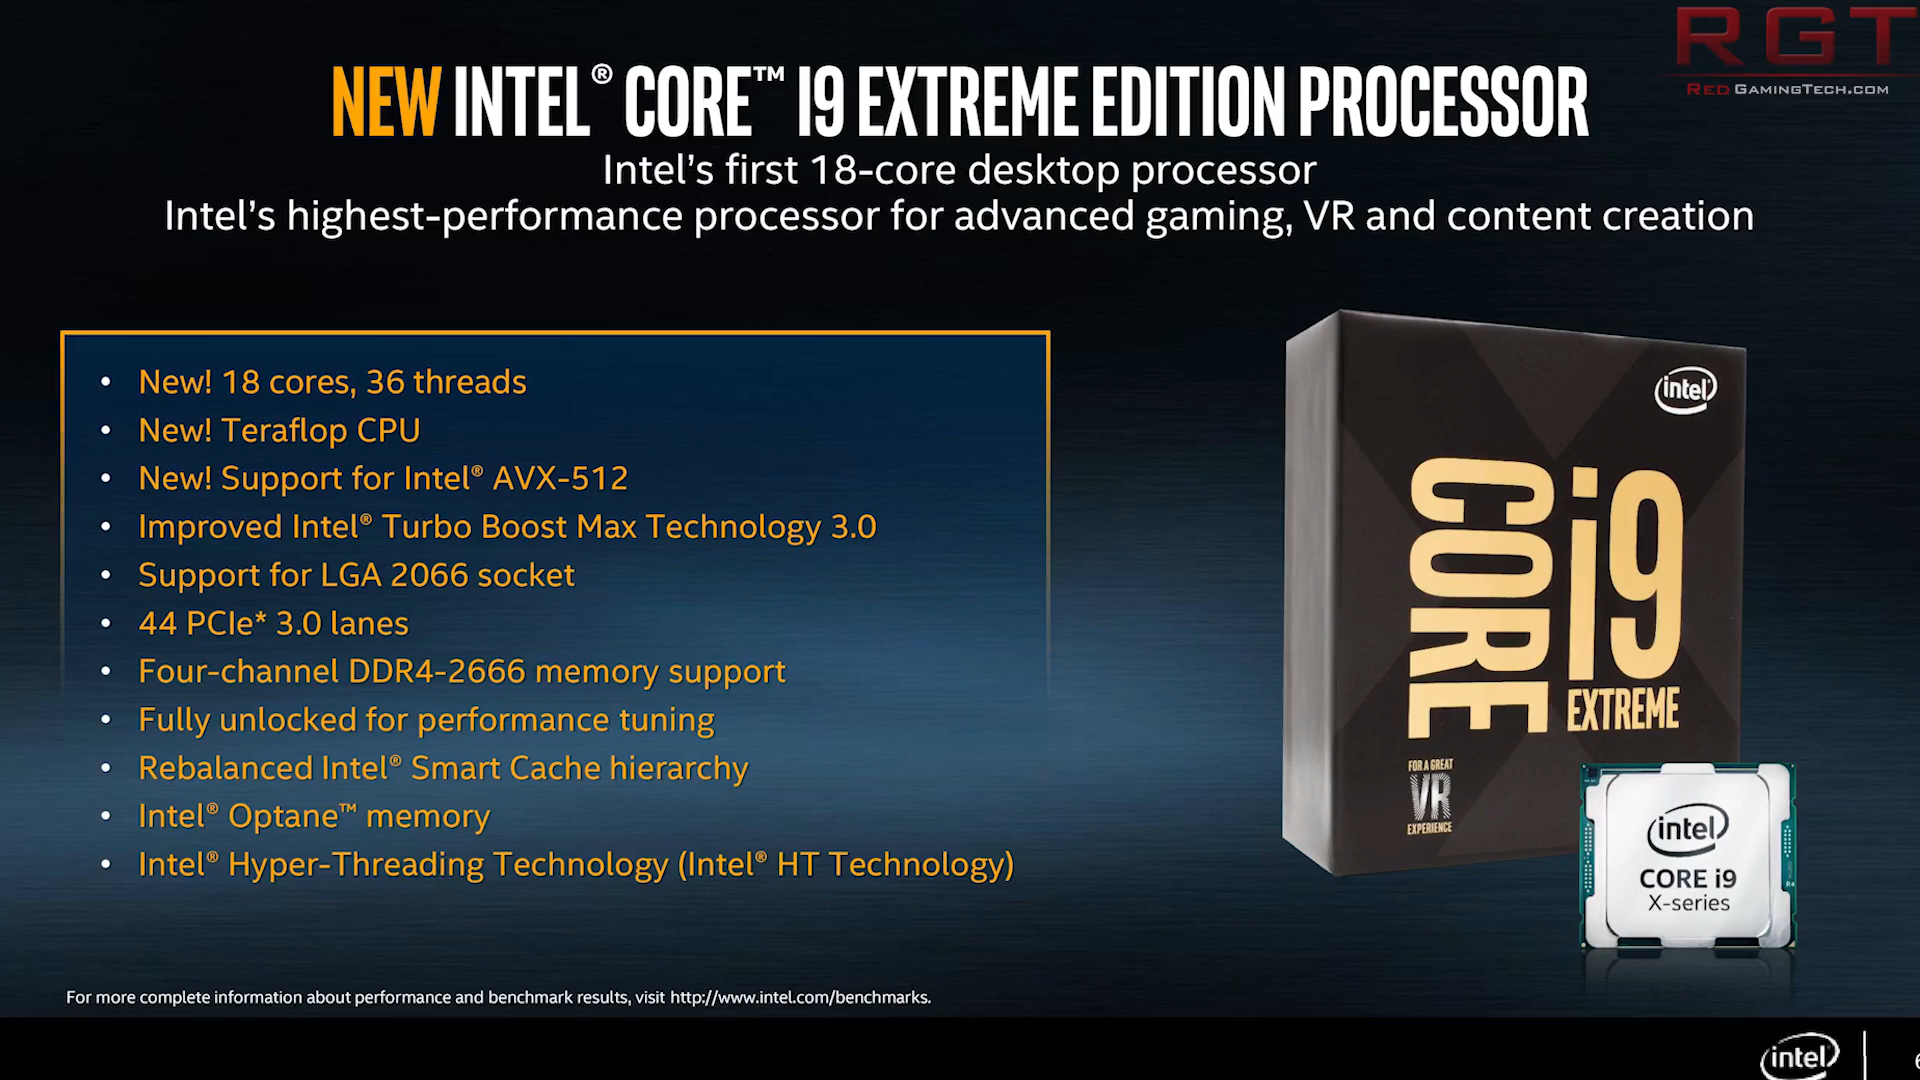 RGT
RED GAMINGTECH.COM
NEW INTEL® CORE™ I9 EXTREME EDITION PROCESSOR
Intel's first 18-core desktop processor
Intel's highest-performance processor for advanced gaming, VR and content creation
• New! 18 cores, 36 threads
• New! Teraflop CPU
• New! Support for Intel® AVX-512
• Improved Intel® Turbo Boost Max Technology 3.0
• Support for LGA 2066 socket
• 44 PCIe* 3.0 lanes
• Four-channel DDR4-2666 memory support
• Fully unlocked for performance tuning
• Rebalanced Intel® Smart Cache hierarchy
• Intel® Optane™ memory
• Intel® Hyper-Threading Technology (Intel® HT Technology)
intel
CORE i9
EXTREME
FOR A GREAT
VR
EXPERIENCE
intel
CORE i9
X-series
For more complete information about performance and benchmark results, visit http://www.intel.com/benchmarks.
intel